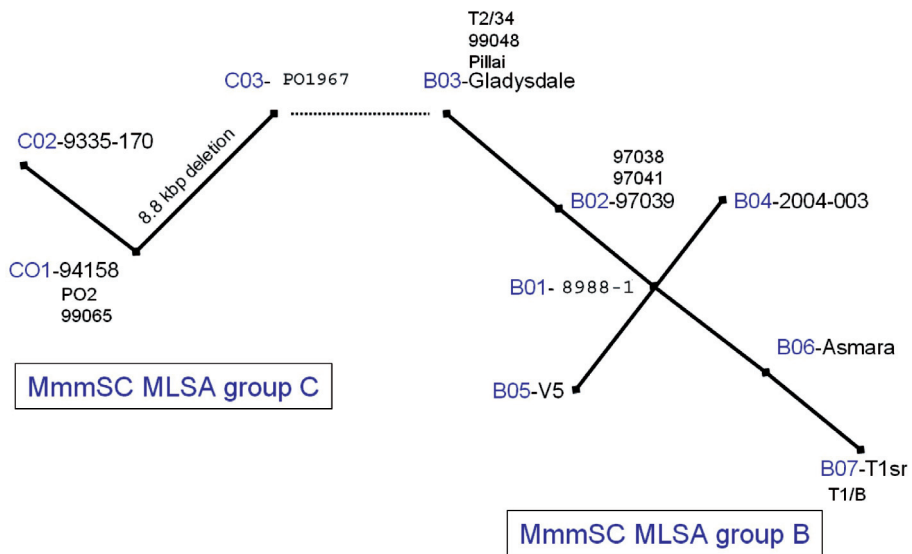 T2/34
99048
Pillai
C03- PO1967
B03-Gladysdale
C02-9335-170
8.8 kbp deletion
97038
97041
B02-97039
B04-2004-003
CO1-94158
PO2
99065
B01- 8988-1
B06-Asmara
MmmSC MLSA group C
B05-V5
B07-T1sr
T1/B
MmmSC MLSA group B